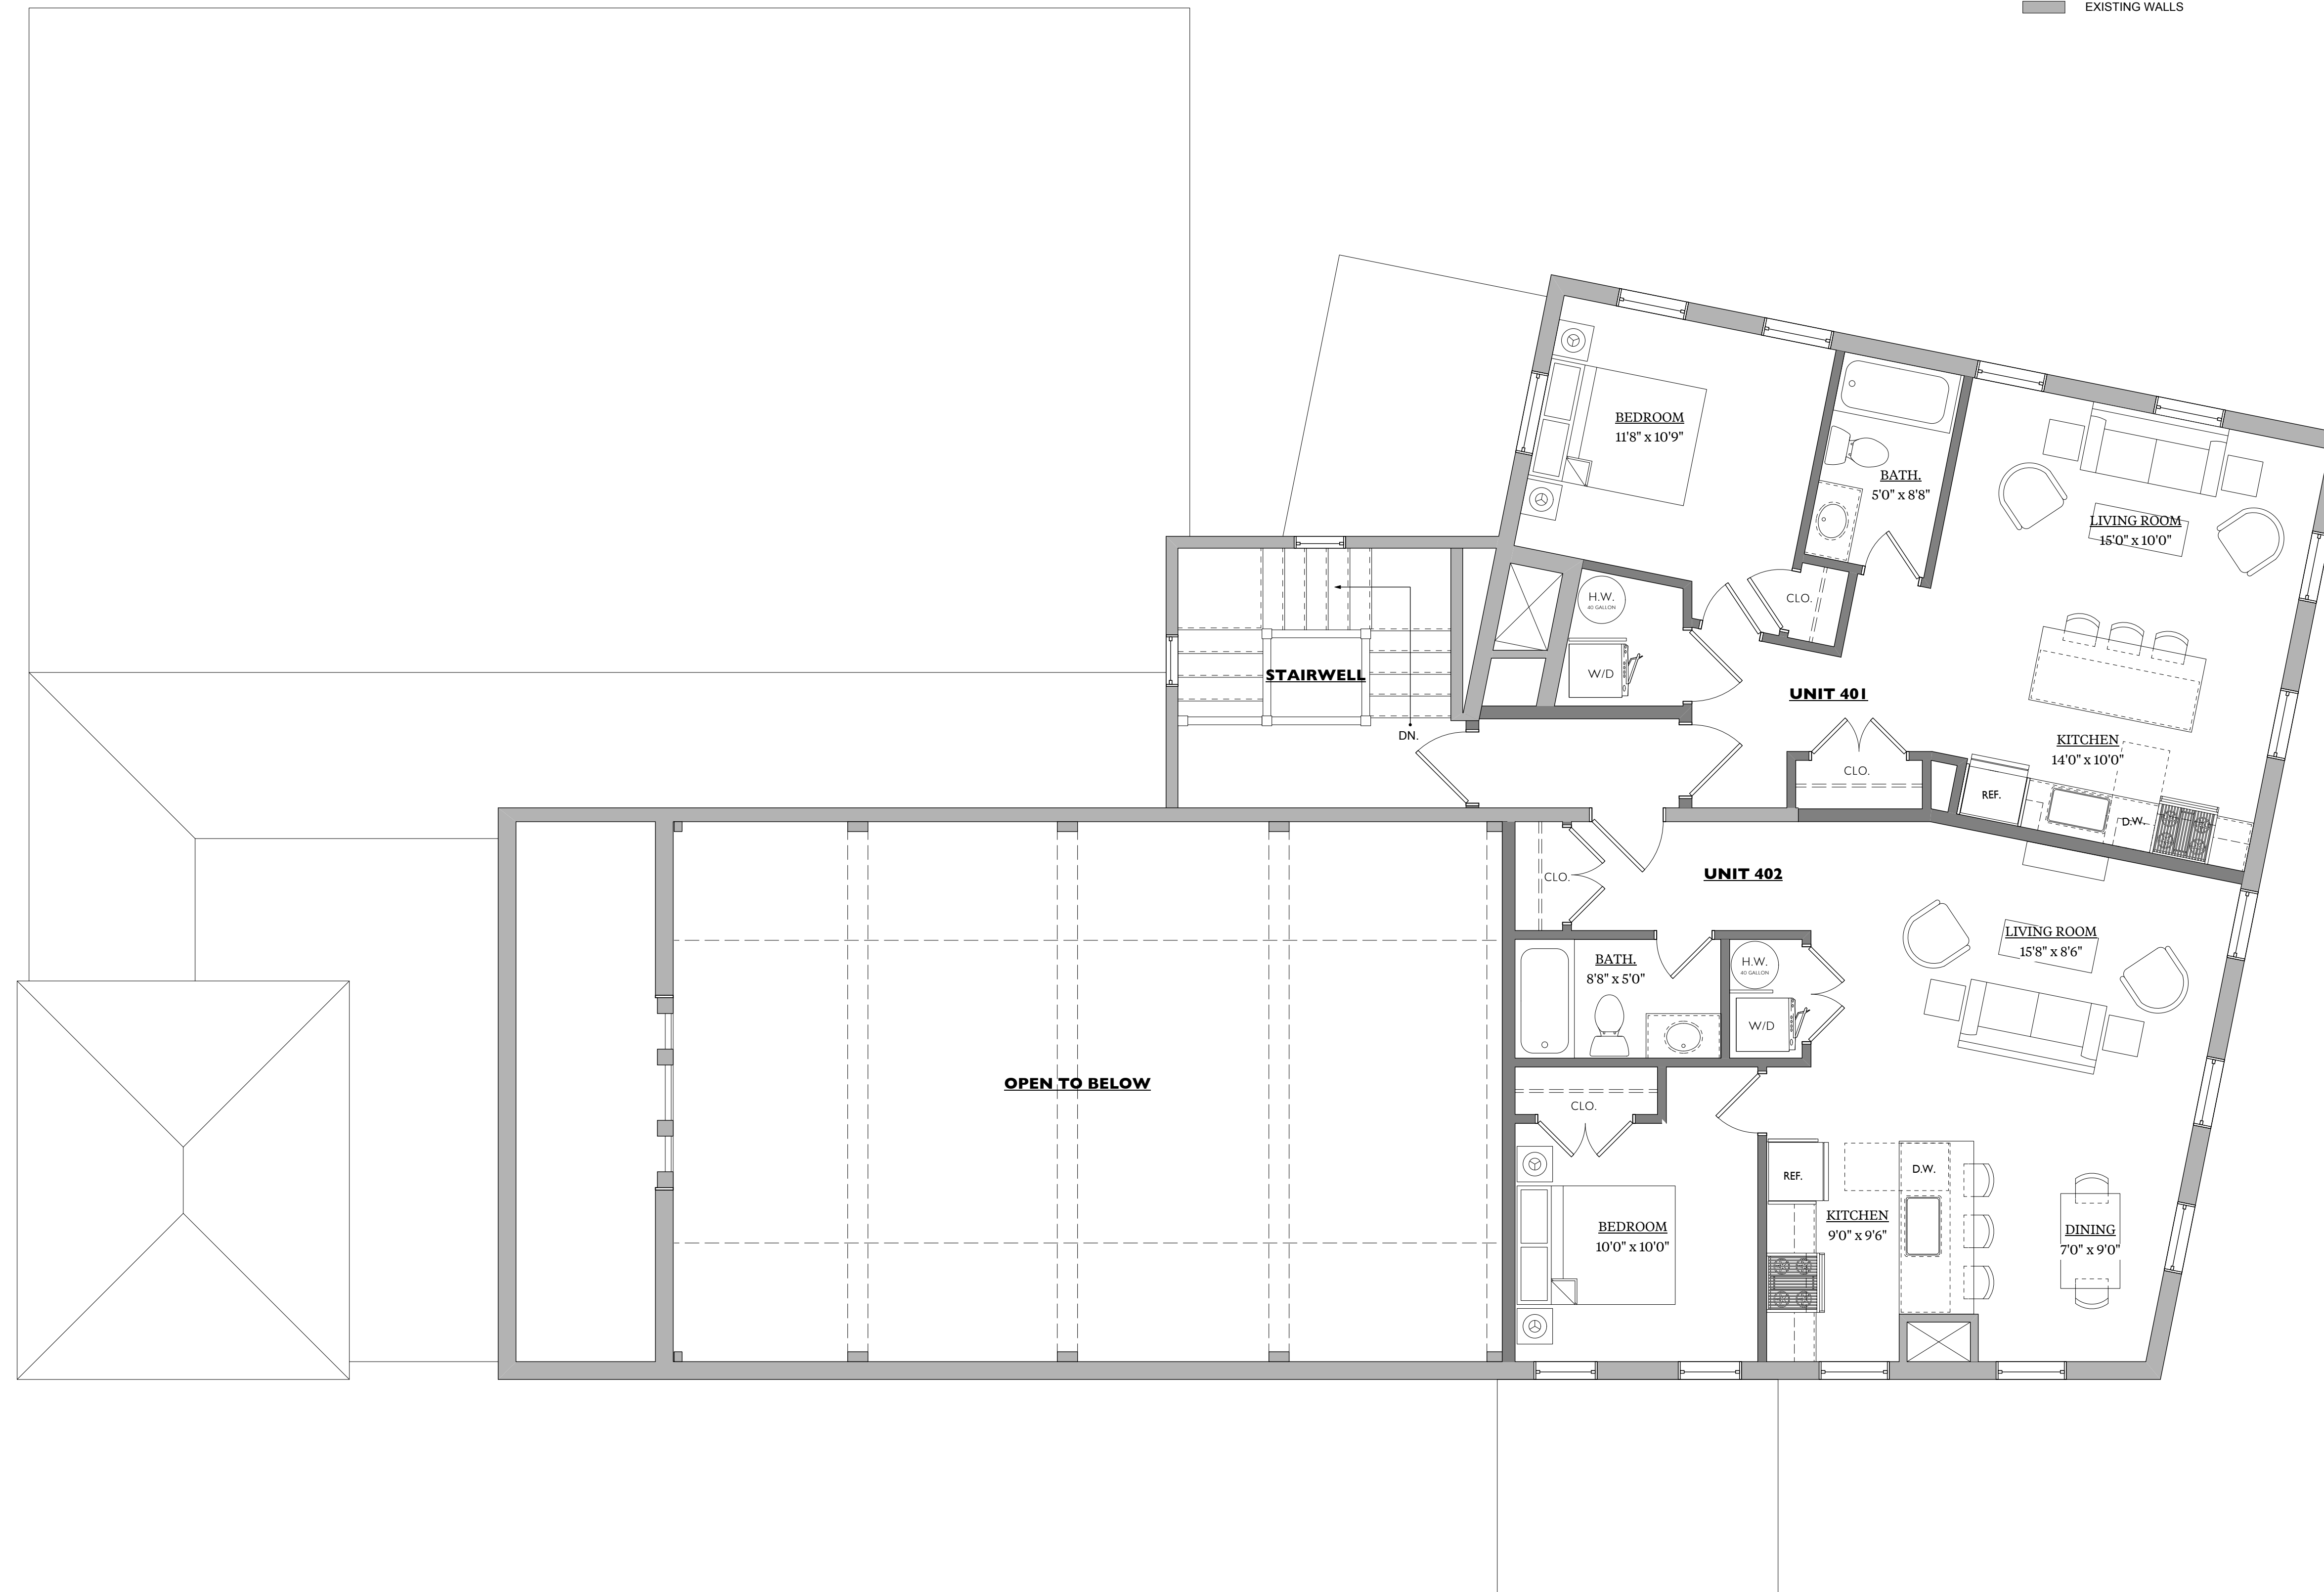 EXISTING WALLS
BEDROOM
11'8" x 10'9"
BATH.
5'0" x 8'8"
LIVING ROOM
15'0" x 10'0"
H.W.
40 GALLON
CLO.
W/D
STAIRWELL
UNIT 401
DN.
KITCHEN
14'0" x 10'0"
CLO.
REF.
D.W.
CLO.
UNIT 402
LIVING ROOM
15'8" x 8'6"
BATH.
8'8" x 5'0"
H.W.
40 GALLON
W/D
OPEN TO BELOW
CLO.
REF.
D.W.
BEDROOM
10'0" x 10'0"
KITCHEN
9'0" x 9'6"
DINING
7'0" x 9'0"